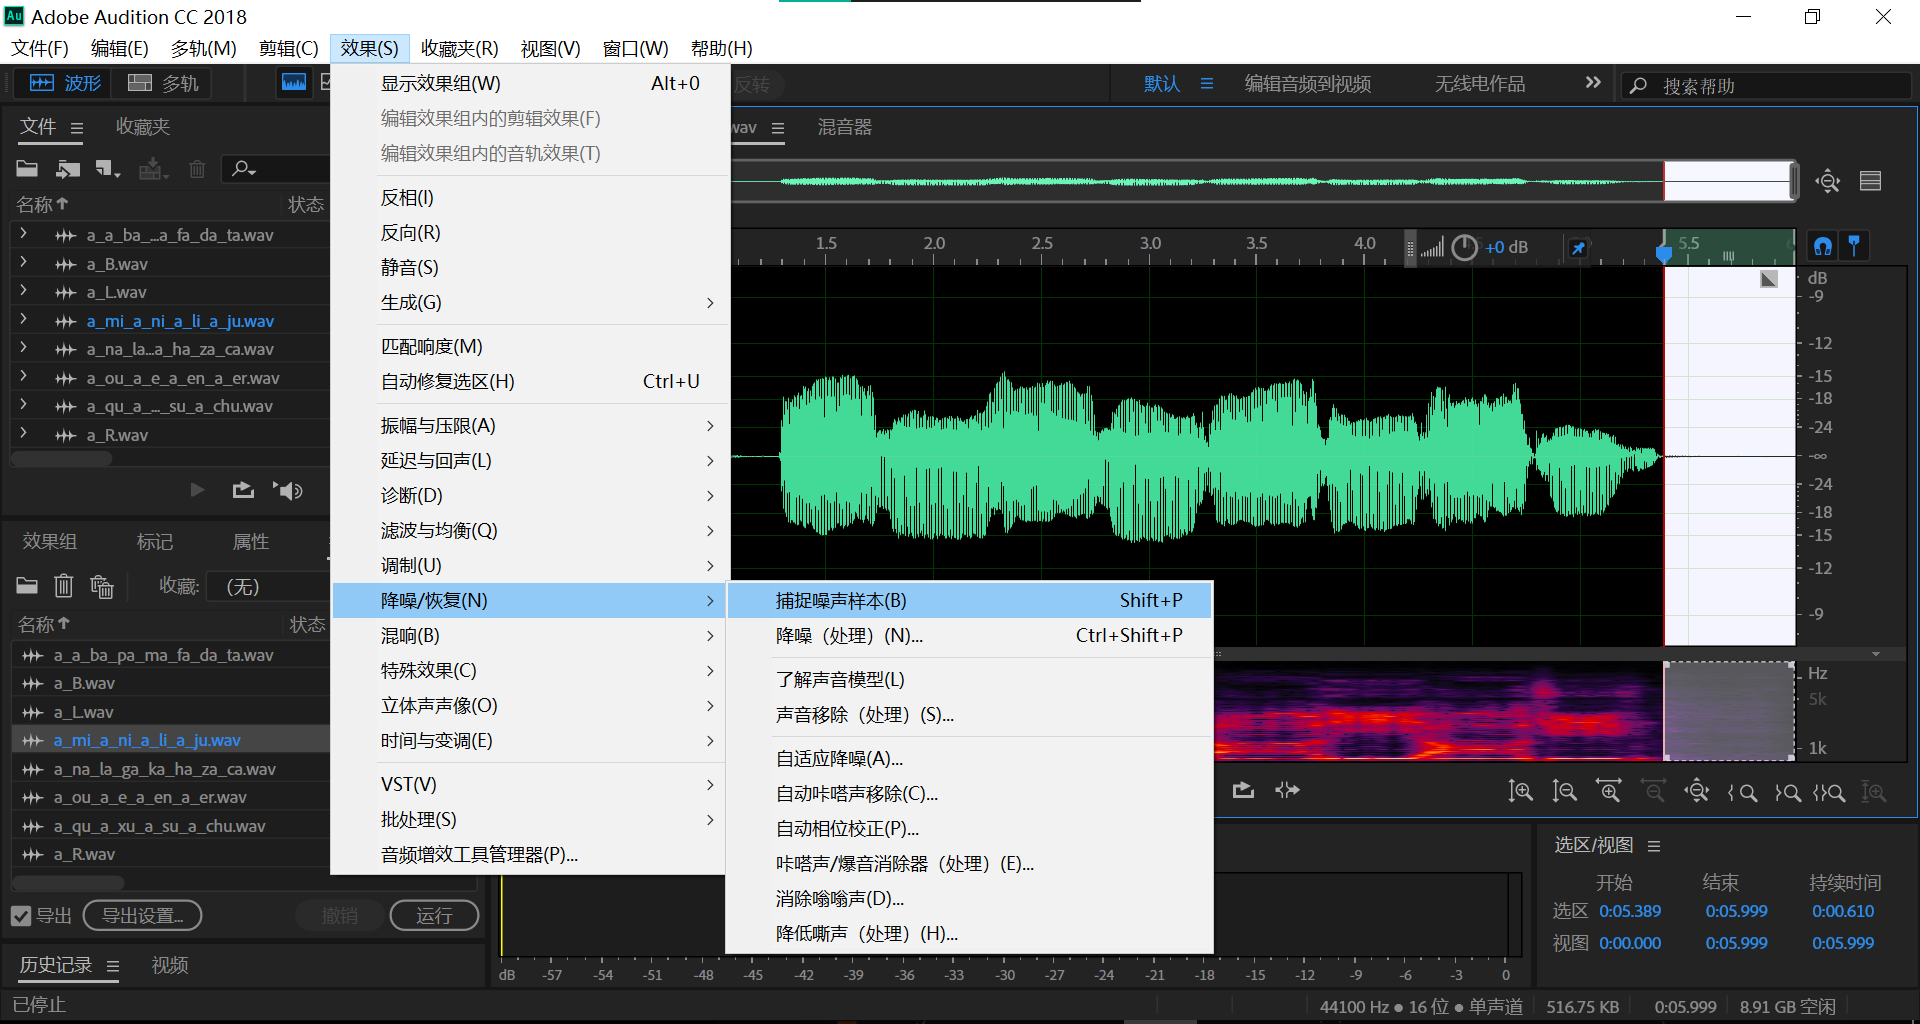 Au Adobe Audition CC 2018
文件(F) 编辑(E) 多轨(M) 剪辑(C) 效果(S) 收藏夹(R) 视图(V) 窗口(W) 帮助(H)
波形 多轨 反转 默认 编辑音频到视频 无线电作品 搜索帮助
文件 收藏夹
名称 状态
a_a_ba_...a_fa_da_ta.wav
a_B.wav
a_L.wav
a_mi_a_ni_a_li_a_ju.wav
a_na_la...a_ha_za_ca.wav
a_ou_a_e_a_en_a_er.wav
a_qu_a_..._su_a_chu.wav
a_R.wav
效果组 标记 属性
收藏: (无)
名称 状态
a_a_ba_pa_ma_fa_da_ta.wav
a_B.wav
a_L.wav
a_mi_a_ni_a_li_a_ju.wav
a_na_la_ga_ka_ha_za_ca.wav
a_ou_a_e_a_en_a_er.wav
a_qu_a_xu_a_su_a_chu.wav
a_R.wav
导出 导出设置... 撤销 运行
历史记录 视频
已停止
显示效果组(W) Alt+0
编辑效果组内的剪辑效果(F)
编辑效果组内的音轨效果(T)
反相(I)
反向(R)
静音(S)
生成(G)
匹配响度(M)
自动修复选区(H) Ctrl+U
振幅与压限(A)
延迟与回声(L)
诊断(D)
滤波与均衡(Q)
调制(U)
降噪/恢复(N)
混响(B)
特殊效果(C)
立体声声像(O)
时间与变调(E)
VST(V)
批处理(S)
音频增效工具管理器(P)...
捕捉噪声样本(B) Shift+P
降噪（处理）(N)... Ctrl+Shift+P
了解声音模型(L)
声音移除（处理）(S)...
自适应降噪(A)...
自动咔嗒声移除(C)...
自动相位校正(P)...
咔嗒声/爆音消除器（处理）(E)...
消除嗡嗡声(D)...
降低嘶声（处理）(H)...
wav 混音器
1.5 2.0 2.5 3.0 3.5 4.0 +0 dB 5.5
dB
-9
-12
-15
-18
-24
-∞
-24
-18
-15
-12
-9
Hz
5k
1k
选区/视图
开始 结束 持续时间
选区 0:05.389 0:05.999 0:00.610
视图 0:00.000 0:05.999 0:05.999
dB -57 -54 -51 -48 -45 -42 -39 -36 -33 -30 -27 -24 -21 -18 -15 -12 -9 -6 -3 0
44100 Hz ● 16 位 ● 单声道 516.75 KB 0:05.999 8.91 GB 空闲